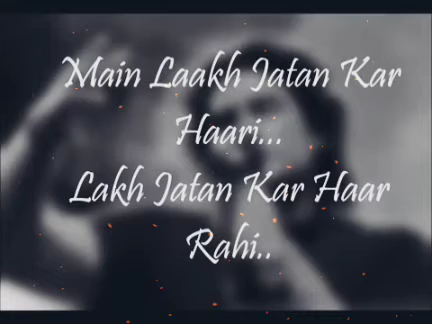 Main Laakh Jatan Kar
Haari...
Lakh Jatan Kar Haar
Rahi..